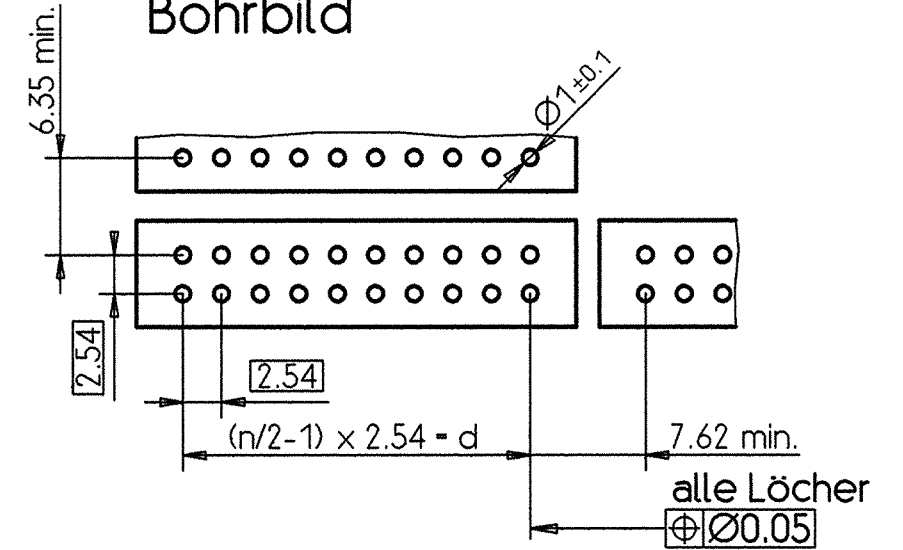 Bohrbild
6.35 min.
Ø1±0.1
2.54
2.54
(n/2-1) x 2.54 = d
7.62 min.
alle Löcher
⌖ Ø0.05